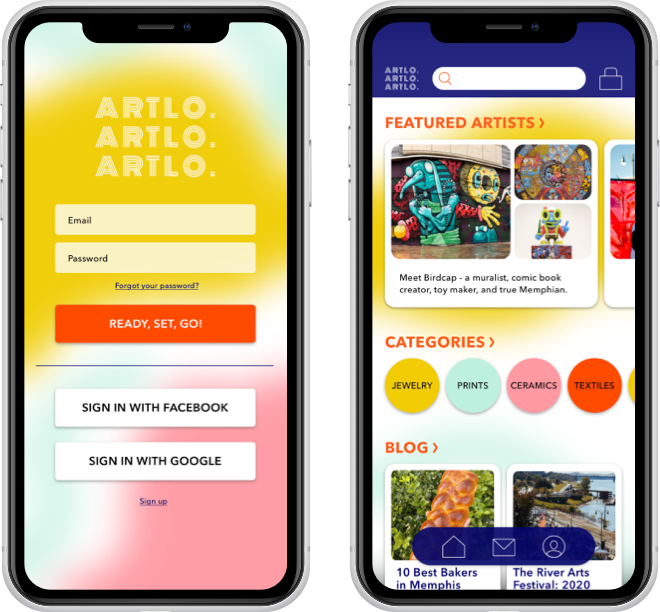 ARTLO.
ARTLO.
ARTLO.
Email
Password
Forgot your password?
READY, SET, GO!
SIGN IN WITH FACEBOOK
SIGN IN WITH GOOGLE
Sign up
ARTLO.
ARTLO.
ARTLO.
FEATURED ARTISTS ›
Meet Birdcap - a muralist, comic book
creator, toy maker, and true Memphian.
CATEGORIES ›
JEWELRY
PRINTS
CERAMICS
TEXTILES
BLOG ›
10 Best Bakers
in Memphis
The River Arts
Festival: 2020